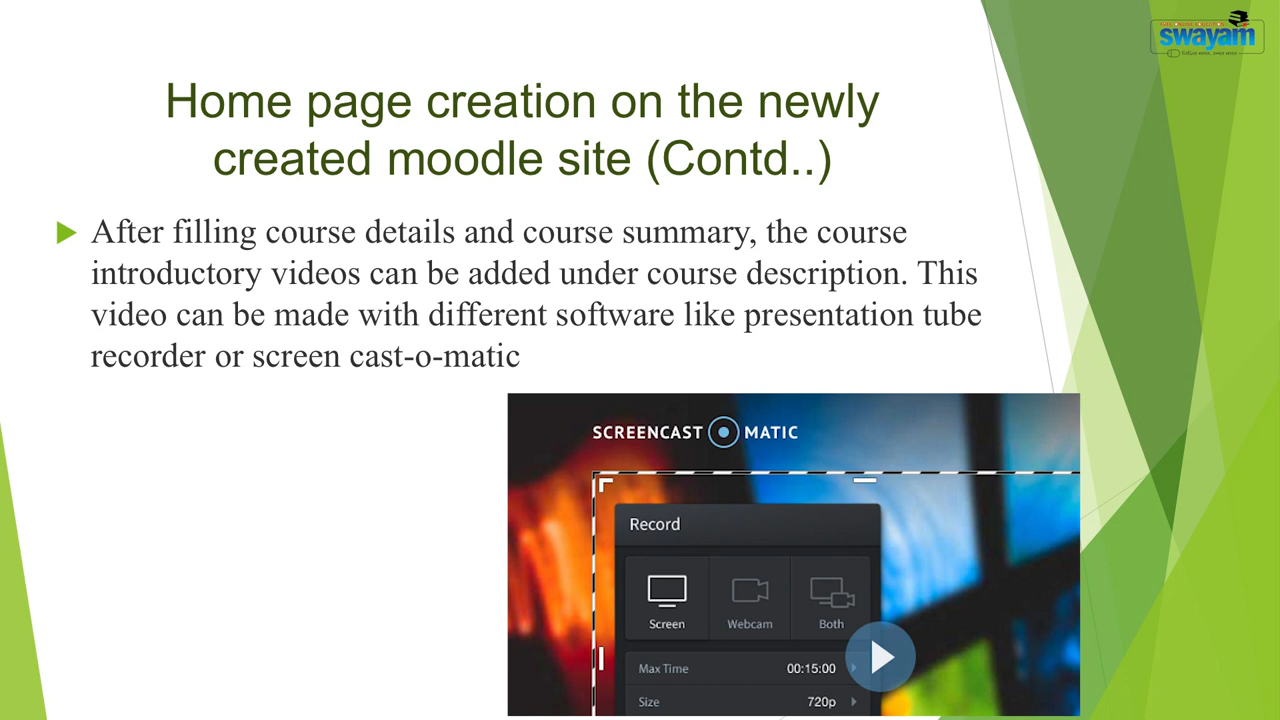 swayam
Home page creation on the newly
created moodle site (Contd..)
After filling course details and course summary, the course
introductory videos can be added under course description. This
video can be made with different software like presentation tube
recorder or screen cast-o-matic
SCREENCAST MATIC
Record
Screen Webcam Both
Max Time 00:15:00
Size 720p